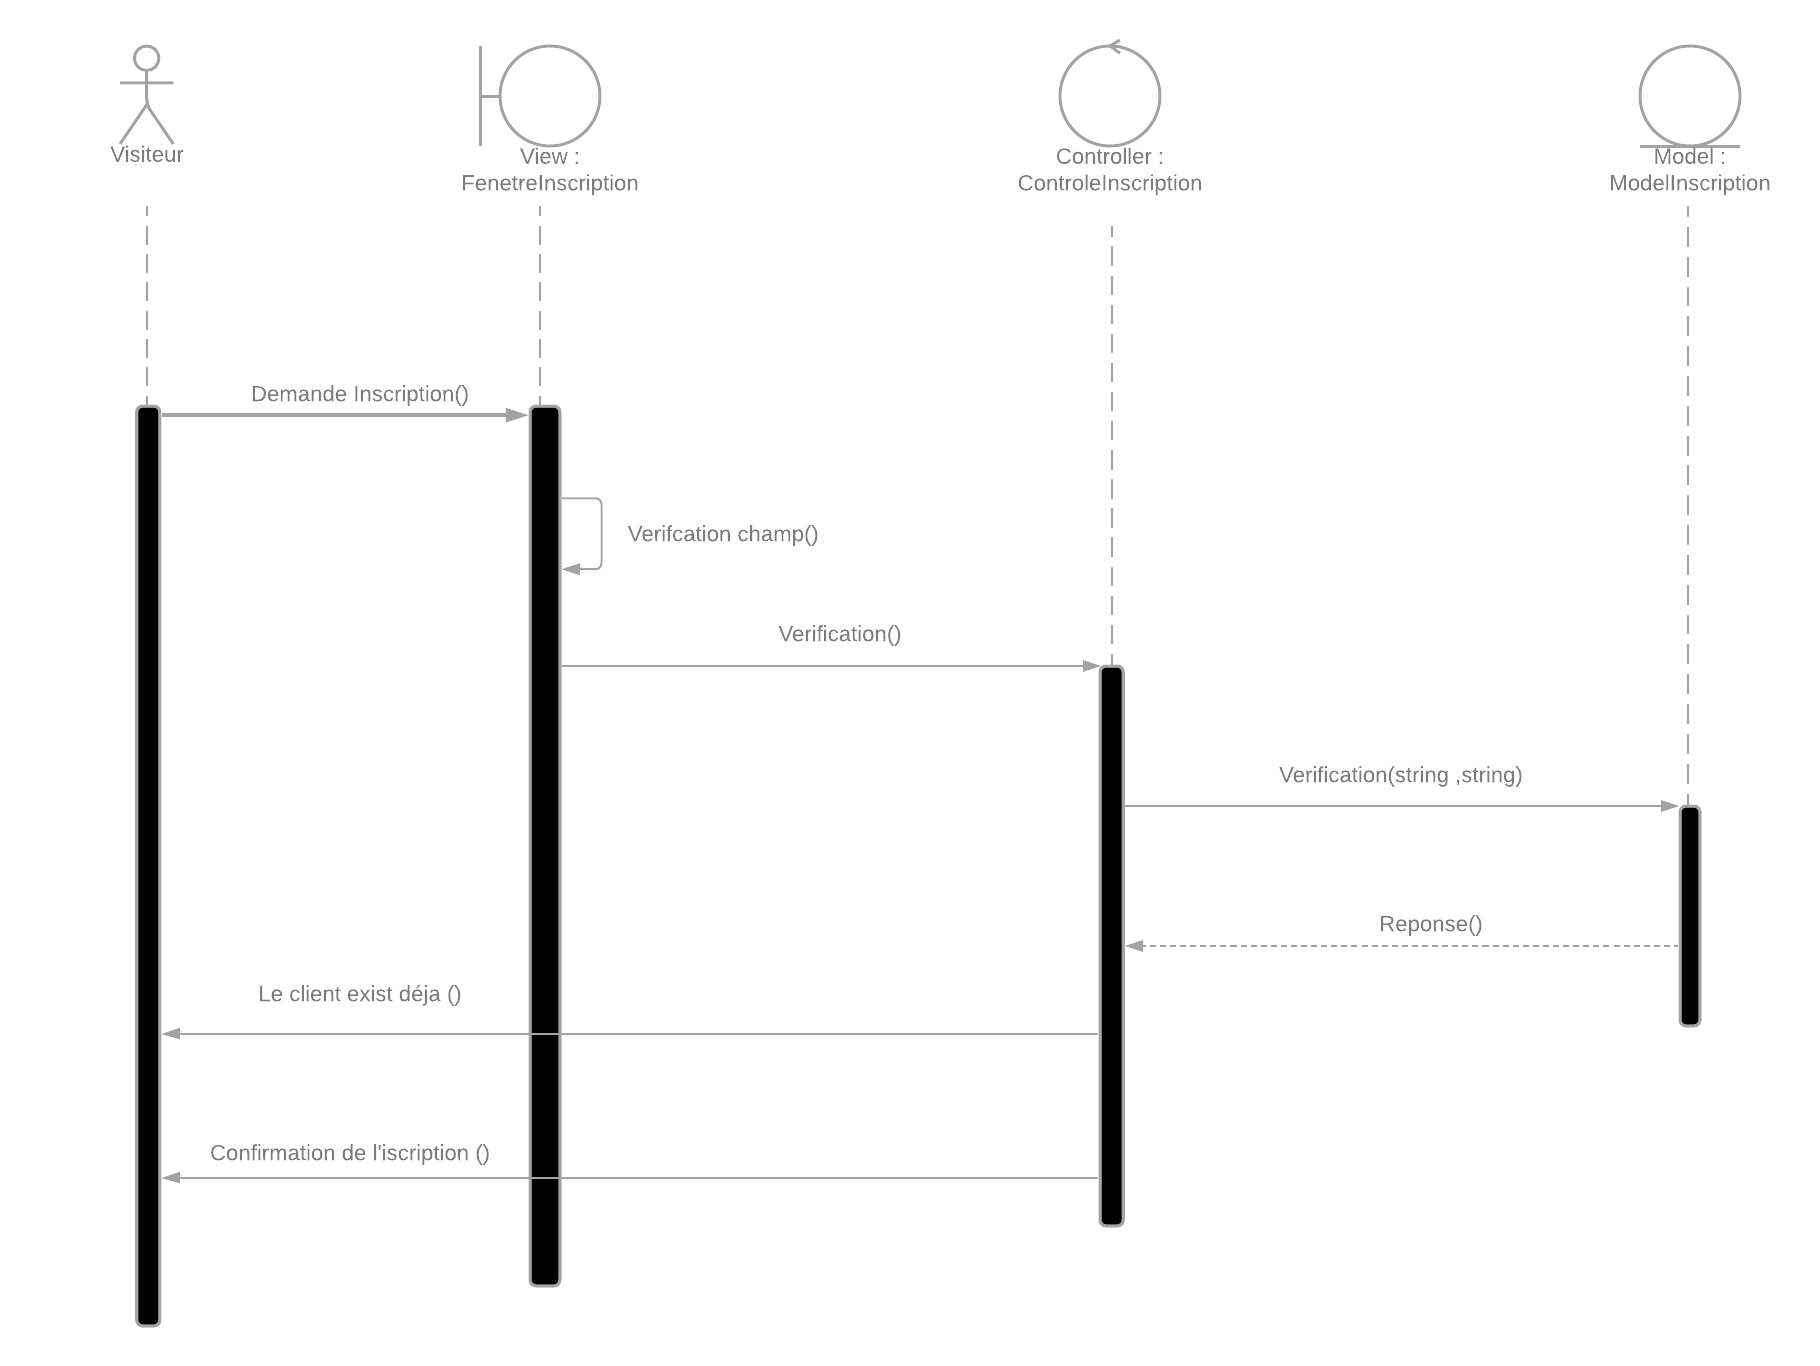 Visiteur
View :
FenetreInscription
Controller :
ControleInscription
Model :
ModelInscription
Demande Inscription()
Verifcation champ()
Verification()
Verification(string ,string)
Reponse()
Le client exist déja ()
Confirmation de l'iscription ()